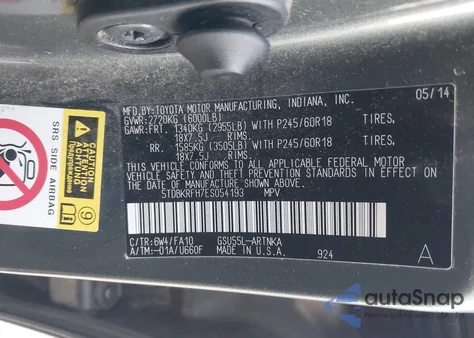 MFD.BY:TOYOTA MOTOR MANUFACTURING, INDIANA, INC. 05/14
GVWR:2720KG (6000LB)
GAWR:FRT. 1340KG (2955LB) WITH P245/60R18 TIRES,
18X7.5J RIMS.
RR. 1585KG (3505LB) WITH P245/60R18 TIRES,
18X7.5J RIMS.
THIS VEHICLE CONFORMS TO ALL APPLICABLE FEDERAL MOTOR
VEHICLE SAFETY AND THEFT PREVENTION STANDARDS IN EFFECT
ON THE DATE OF MANUFACTURE SHOWN ABOVE.
5TDBKRFH7ES054193 MPV
C/TR:6W4/FA10 GSU55L-ARTNKA
A/TM:-01A/U660F MADE IN U.S.A. 924 A
CAUTION
SRS SIDE AIRBAG
autoSnap